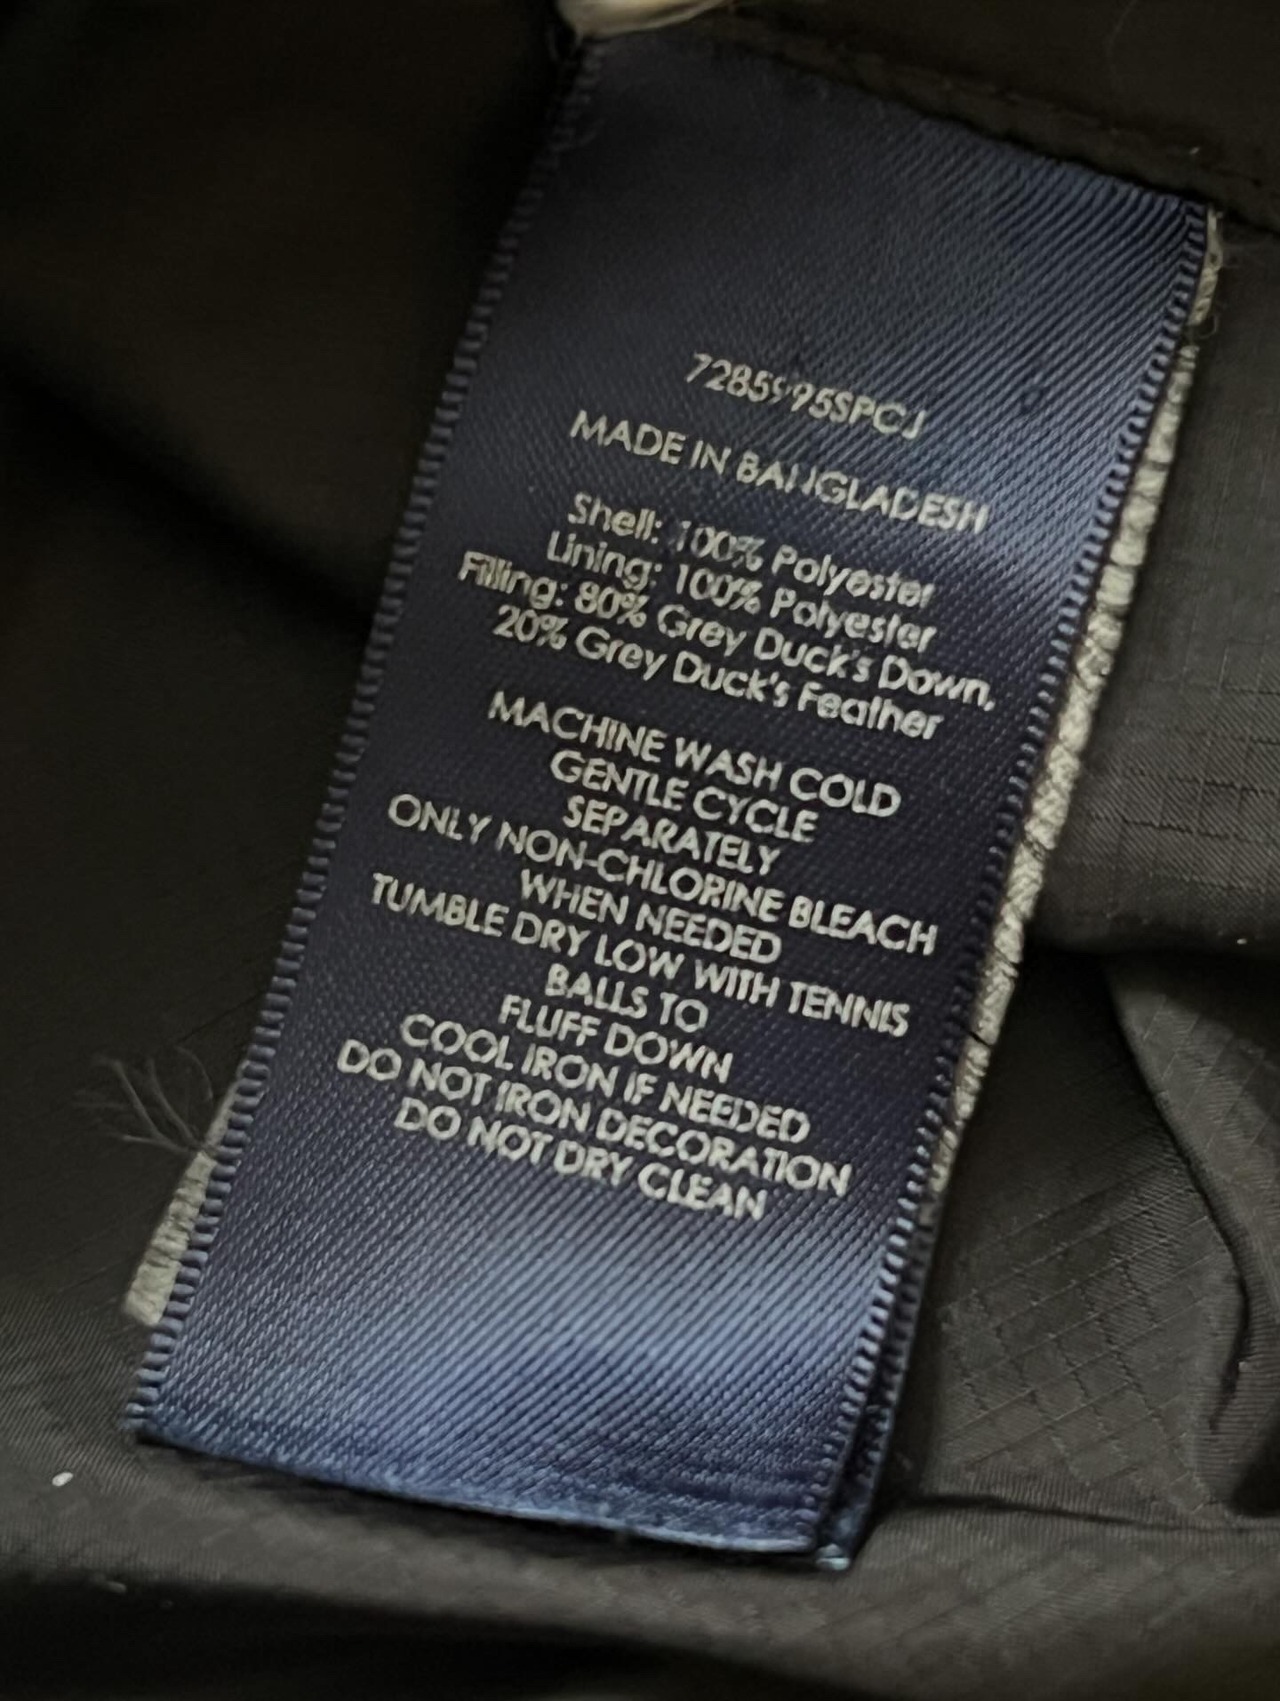 MADE IN BANGLADESH
Shell: 100% Polyester
Lining: 100% Polyester
Filling: 80% Grey Duck's Down,
20% Grey Duck's Feather
MACHINE WASH COLD
GENTLE CYCLE
SEPARATELY
ONLY NON-CHLORINE BLEACH
WHEN NEEDED
TUMBLE DRY LOW WITH TENNIS
BALLS TO
FLUFF DOWN
COOL IRON IF NEEDED
DO NOT IRON DECORATION
DO NOT DRY CLEAN